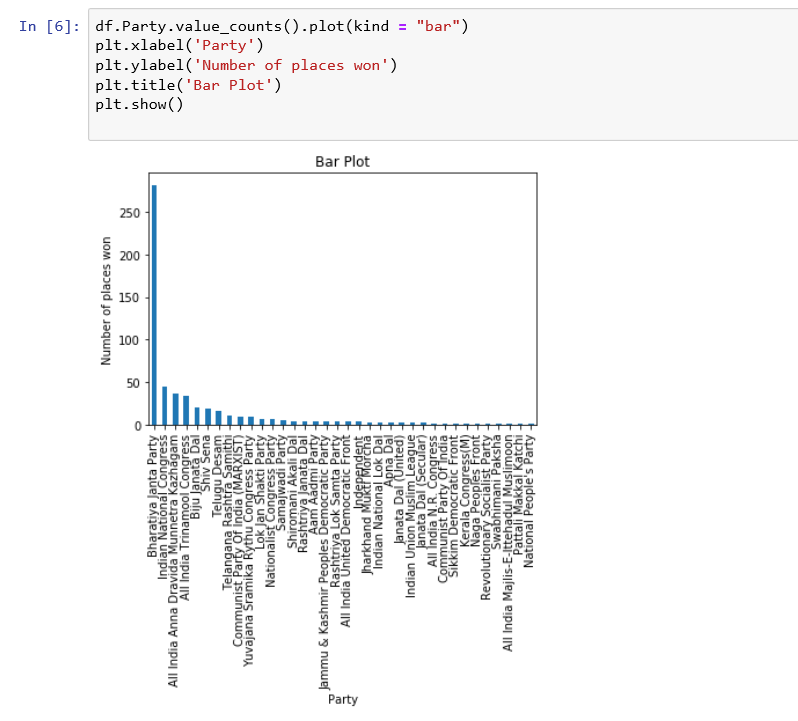 In [6]: df.Party.value_counts().plot(kind = "bar")
plt.xlabel('Party')
plt.ylabel('Number of places won')
plt.title('Bar Plot')
plt.show()
Bar Plot
Number of places won
250
200
150
100
50
0
Bharatiya Janta Party
Indian National Congress
All India Anna Dravida Munnetra Kazhagam
All India Trinamool Congress
Biju Janata Dal
Shiv Sena
Telugu Desam
Telangana Rashtra Samithi
Communist Party Of India (MARXIST)
Yuvajana Sramika Rythu Congress Party
Lok Jan Shakti Party
Nationalist Congress Party
Samajwadi Party
Shiromani Akali Dal
Rashtriya Janata Dal
Aam Aadmi Party
Jammu & Kashmir Peoples Democratic Party
Rashtriya Lok Samta Party
All India United Democratic Front
Independent
Jharkhand Mukti Morcha
Indian National Lok Dal
Apna Dal
Janata Dal (United)
Indian Union Muslim League
Janata Dal (Secular)
All India N.R. Congress
Communist Party Of India
Sikkim Democratic Front
Kerala Congress(M)
Naga Peoples Front
Revolutionary Socialist Party
Swabhimani Paksha
All India Majlis-E-Ittehadul Muslimeen
Pattali Makkal Katchi
National People's Party
Party